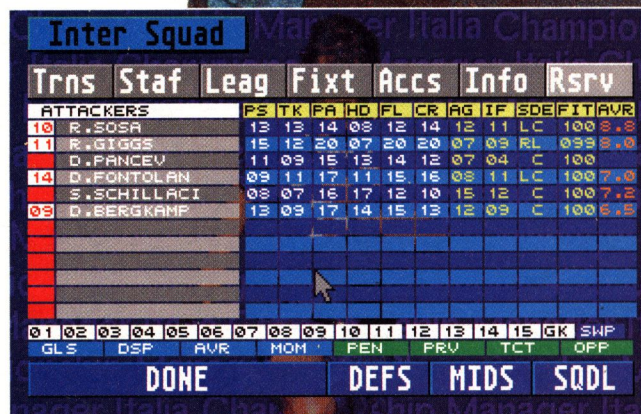 Inter Squad
Trns Staf Leag Fixt Accs Info Rsrv
ATTACKERS PS TK PA HD FL CR AG IF SDE FIT AVR
10 R.SOSA 13 13 14 08 12 14 12 11 LC 100 8.8
11 R.GIGGS 15 12 20 07 20 20 07 09 RL 099 8.0
D.PANCEV 11 09 15 13 14 12 07 04 C 100
14 D.FONTOLAN 09 11 17 11 15 16 08 11 LC 100 7.0
S.SCHILLACI 08 07 16 17 12 10 15 12 C 100 7.2
09 D.BERGKAMP 13 09 17 14 15 13 12 09 C 100 6.5
01 02 03 04 05 06 07 08 09 10 11 12 13 14 15 GK SWP
GLS DSP AVR MOM PEN PRV TCT OPP
DONE DEFS MIDS SQDL